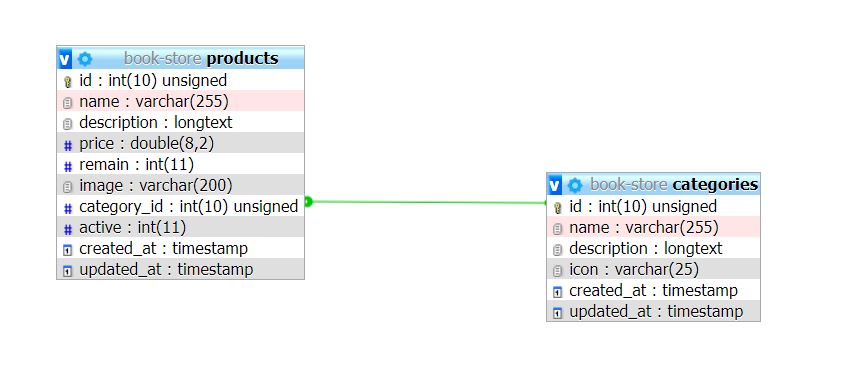 v book-store products
id : int(10) unsigned
name : varchar(255)
description : longtext
# price : double(8,2)
# remain : int(11)
image : varchar(200)
# category_id : int(10) unsigned
# active : int(11)
created_at : timestamp
updated_at : timestamp
v book-store categories
id : int(10) unsigned
name : varchar(255)
description : longtext
icon : varchar(25)
created_at : timestamp
updated_at : timestamp